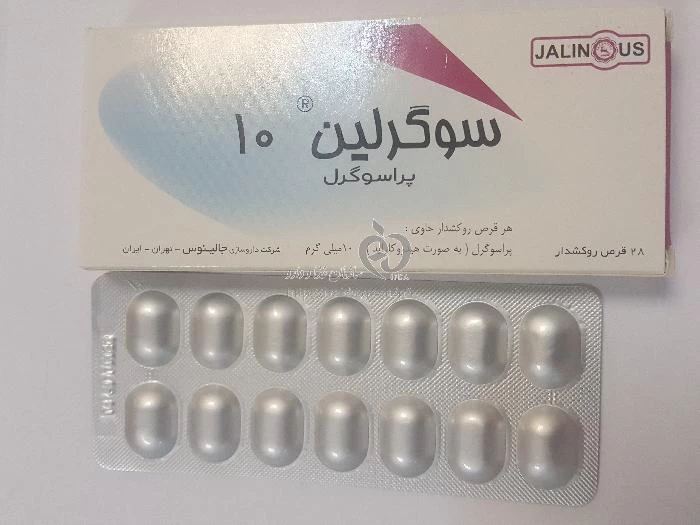 JALINOUS
سوگرلین® ۱۰
پراسوگرل
هر قرص روکشدار حاوی :
پراسوگرل ( به صورت هیدروکلراید ) ۱۰ میلی گرم
۲۸ قرص روکشدار
شرکت داروسازی جالینوس - تهران - ایران